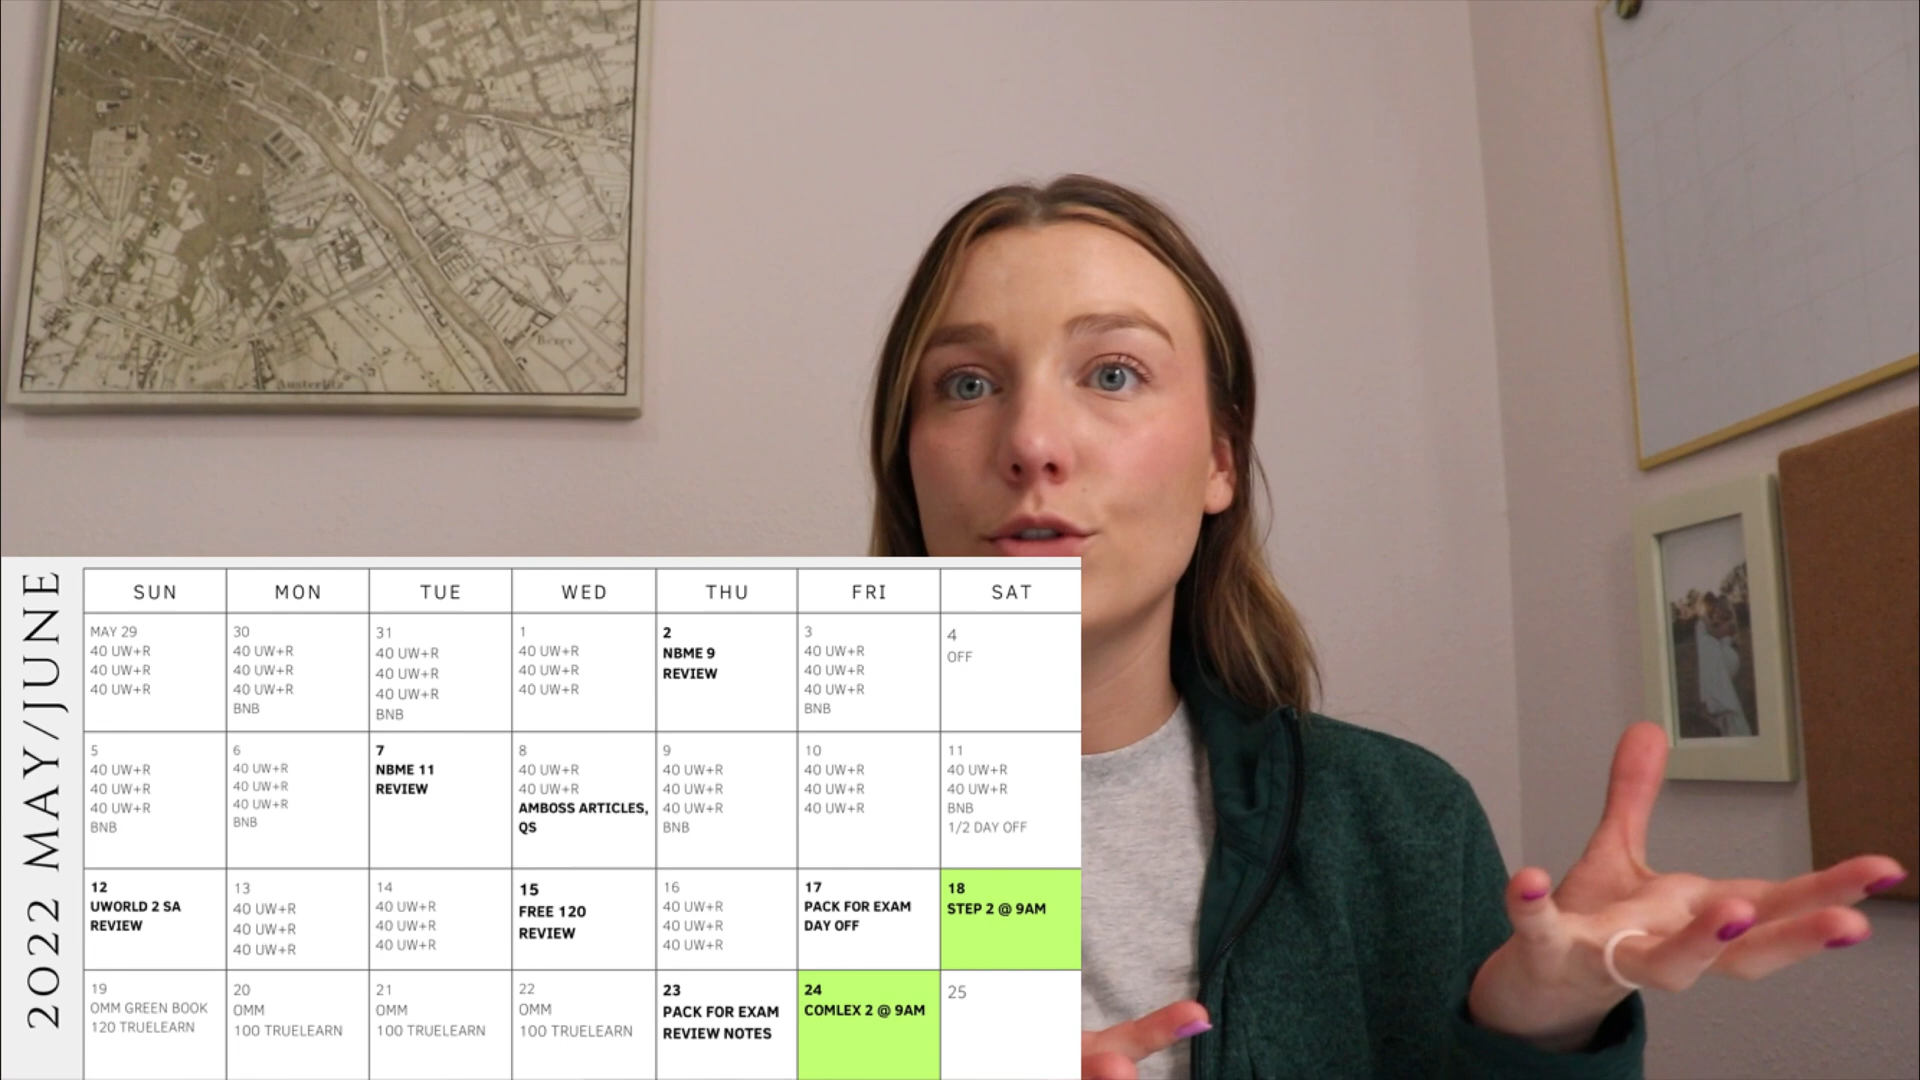 Bercy
Austerlitz
2022 MAY/JUNE
SUN MON TUE WED THU FRI SAT
MAY 29
40 UW+R
40 UW+R
40 UW+R
30
40 UW+R
40 UW+R
40 UW+R
BNB
31
40 UW+R
40 UW+R
40 UW+R
BNB
1
40 UW+R
40 UW+R
40 UW+R
2
NBME 9
REVIEW
3
40 UW+R
40 UW+R
40 UW+R
BNB
4
OFF
5
40 UW+R
40 UW+R
40 UW+R
BNB
6
40 UW+R
40 UW+R
40 UW+R
BNB
7
NBME 11
REVIEW
8
40 UW+R
40 UW+R
AMBOSS ARTICLES,
QS
9
40 UW+R
40 UW+R
40 UW+R
BNB
10
40 UW+R
40 UW+R
40 UW+R
11
40 UW+R
40 UW+R
BNB
1/2 DAY OFF
12
UWORLD 2 SA
REVIEW
13
40 UW+R
40 UW+R
40 UW+R
14
40 UW+R
40 UW+R
40 UW+R
15
FREE 120
REVIEW
16
40 UW+R
40 UW+R
40 UW+R
17
PACK FOR EXAM
DAY OFF
18
STEP 2 @ 9AM
19
OMM GREEN BOOK
120 TRUELEARN
20
OMM
100 TRUELEARN
21
OMM
100 TRUELEARN
22
OMM
100 TRUELEARN
23
PACK FOR EXAM
REVIEW NOTES
24
COMLEX 2 @ 9AM
25